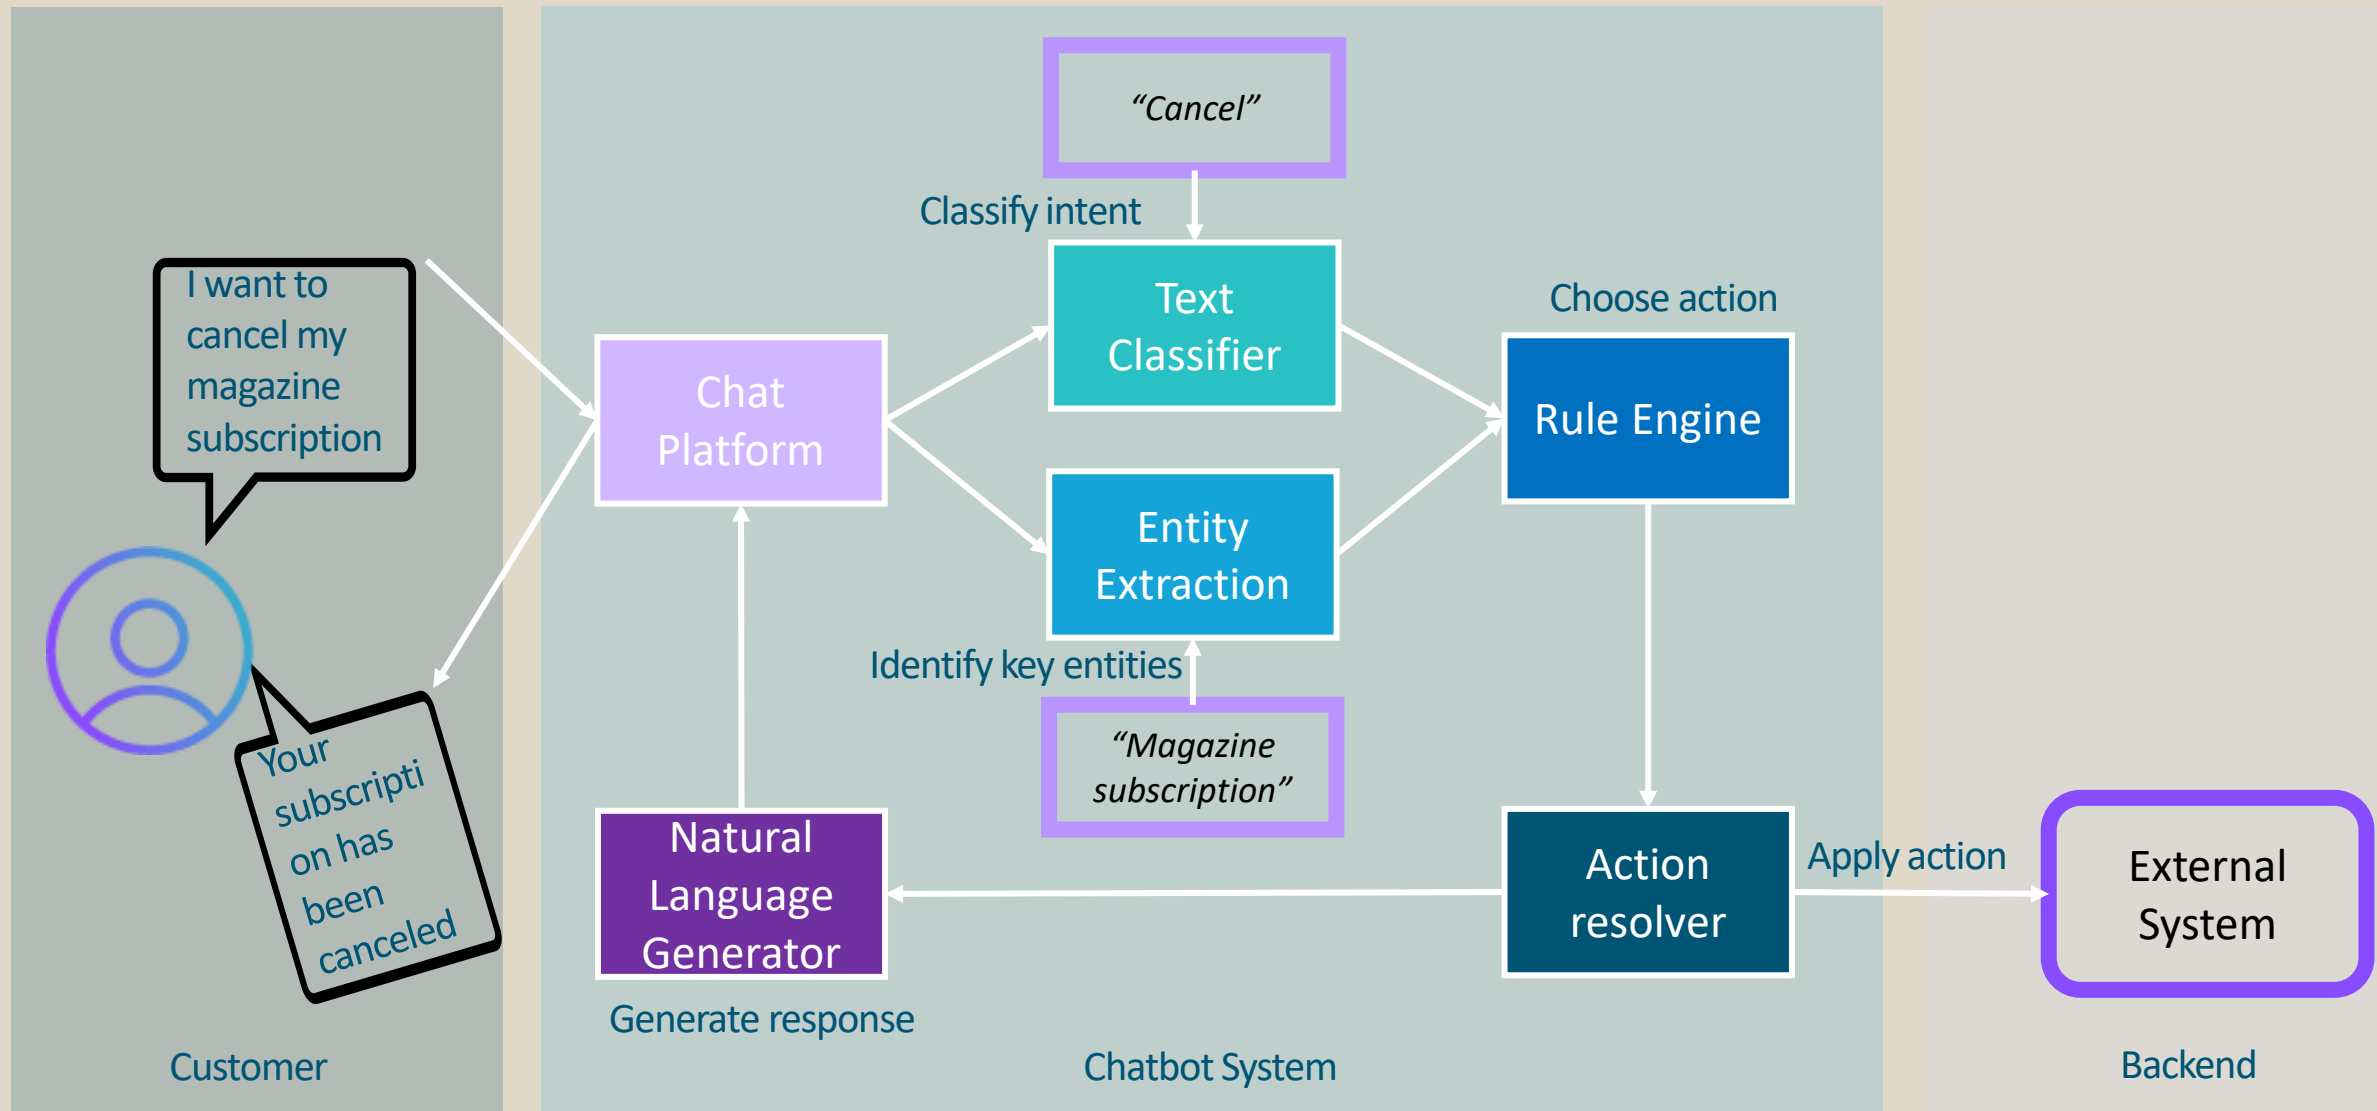 I want to
cancel my
magazine
subscription
Your
subscripti
on has
been
canceled
Customer
“Cancel”
Classify intent
Text
Classifier
Chat
Platform
Entity
Extraction
Identify key entities
“Magazine
subscription”
Choose action
Rule Engine
Natural
Language
Generator
Generate response
Action
resolver
Apply action
Chatbot System
External
System
Backend